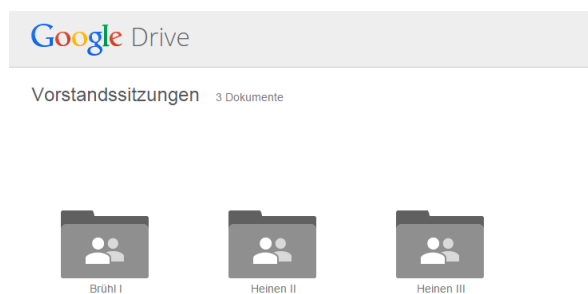 Google Drive
Vorstandssitzungen 3 Dokumente
Brühl I Heinen II Heinen III